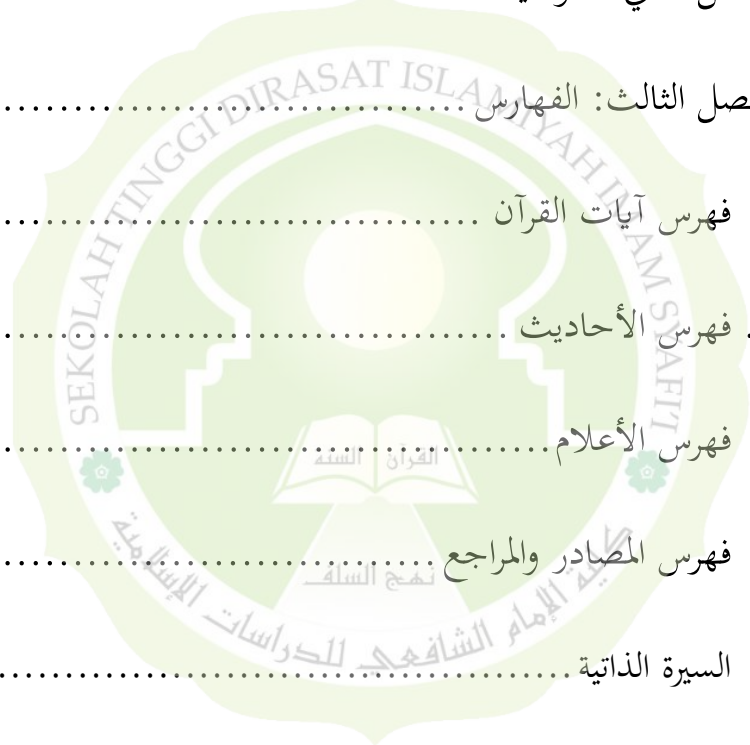 صل الثالث: الفهارس ...............................
فهرس آيات القرآن ...............................
. فهرس الأحاديث ...............................
فهرس الأعلام ...............................
فهرس المصادر والمراجع ...............................
السيرة الذاتية ...............................
SEKOLAH TINGGI DIRASAT ISLAMIYAH IMAM SYAFI'I
القرآن السنة
نهج السلف
كلية الإمام الشافعي للدراسات الإسلامية